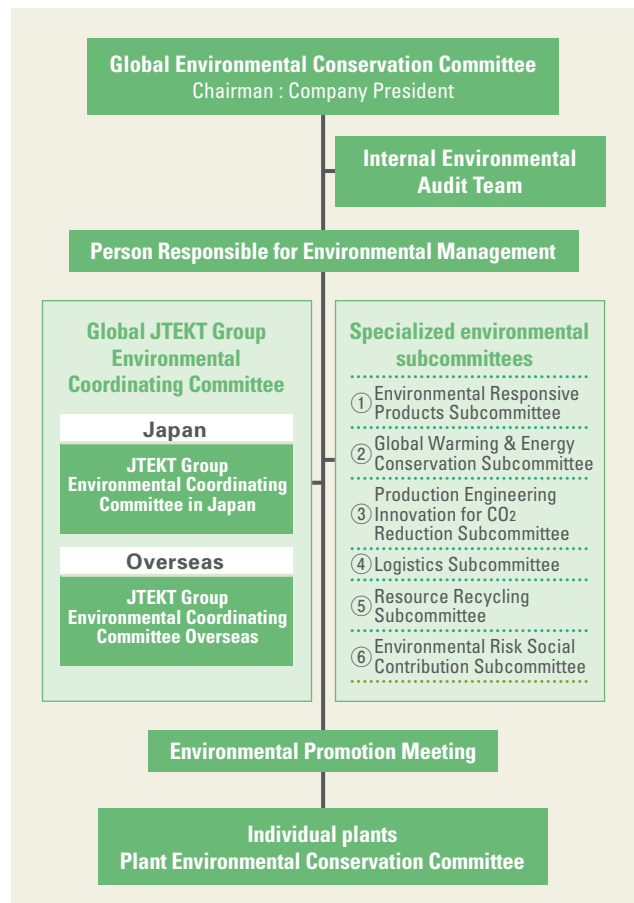 Global Environmental Conservation Committee
Chairman : Company President
Internal Environmental
Audit Team
Person Responsible for Environmental Management
Global JTEKT Group
Environmental
Coordinating Committee
Japan
JTEKT Group
Environmental Coordinating
Committee in Japan
Overseas
JTEKT Group
Environmental Coordinating
Committee Overseas
Specialized environmental
subcommittees
① Environmental Responsive
Products Subcommittee
② Global Warming & Energy
Conservation Subcommittee
③ Production Engineering
Innovation for CO2
Reduction Subcommittee
④ Logistics Subcommittee
⑤ Resource Recycling
Subcommittee
⑥ Environmental Risk Social
Contribution Subcommittee
Environmental Promotion Meeting
Individual plants
Plant Environmental Conservation Committee